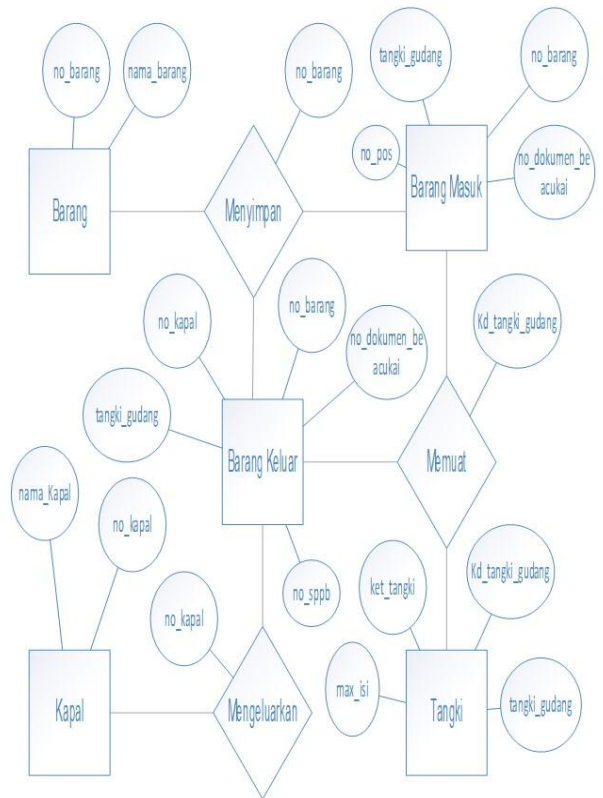 no_barang
nama_barang
no_barang
tangki_gudang
no_barang
no_pos
no_dokumen_be
acukai
Barang
Menyimpan
Barang Masuk
no_kapal
no_barang
no_dokumen_be
acukai
Kd_tangki_gudang
tangki_gudang
Barang Keluar
Memuat
nama_Kapal
no_kapal
no_sppb
ket_tangki
Kd_tangki_gudang
no_kapal
max_isi
tangki_gudang
Kapal
Mengeluarkan
Tangki